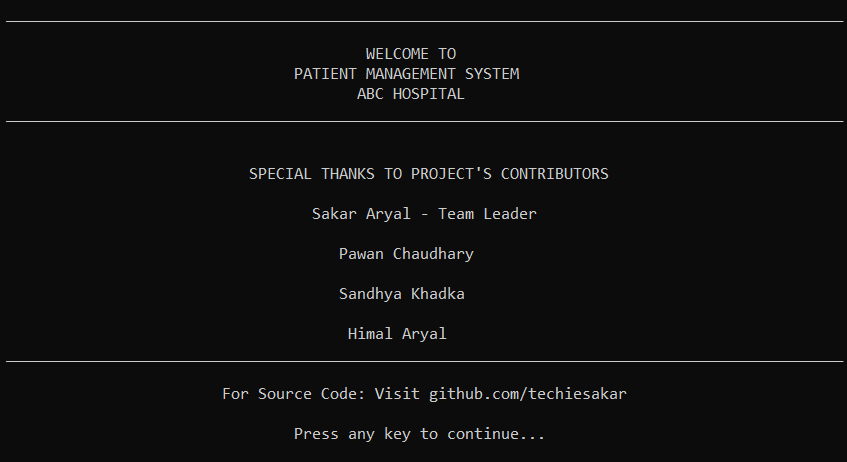 WELCOME TO
PATIENT MANAGEMENT SYSTEM
ABC HOSPITAL
SPECIAL THANKS TO PROJECT'S CONTRIBUTORS
Sakar Aryal - Team Leader
Pawan Chaudhary
Sandhya Khadka
Himal Aryal
For Source Code: Visit github.com/techiesakar
Press any key to continue...